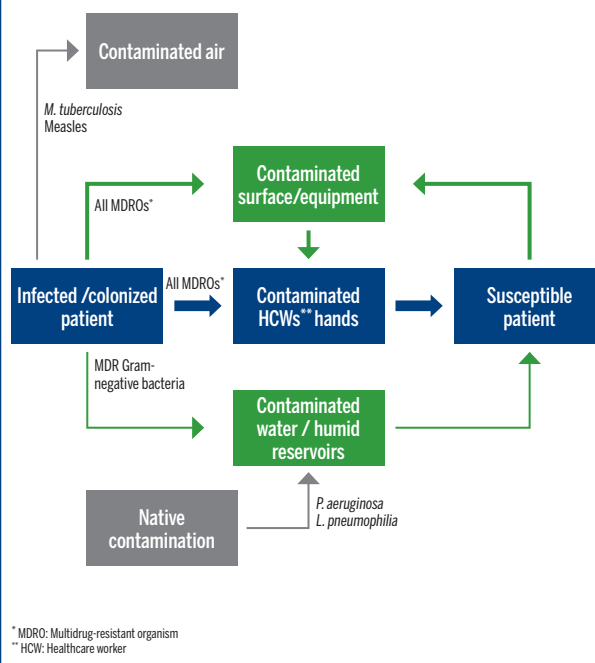 Contaminated air
M. tuberculosis
Measles
Contaminated
surface/equipment
All MDROs*
Infected /colonized
patient
All MDROs*
Contaminated
HCWs** hands
Susceptible
patient
MDR Gram-
negative bacteria
Contaminated
water / humid
reservoirs
Native
contamination
P. aeruginosa
L. pneumophilia
* MDRO: Multidrug-resistant organism
** HCW: Healthcare worker